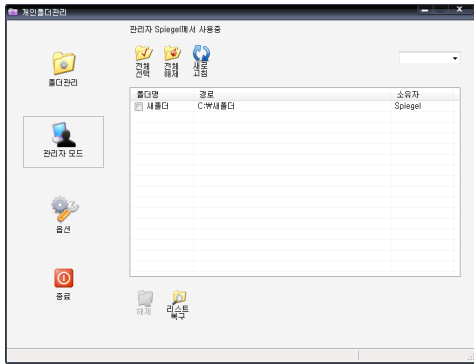 개인폴더관리
관리자 Spiegel께서 사용중
전체
선택
전체
해제
새로
고침
폴더관리
관리자 모드
옵션
종료
폴더명 경로 소유자
새폴더 C:₩새폴더 Spiegel
해제
리스트
복구